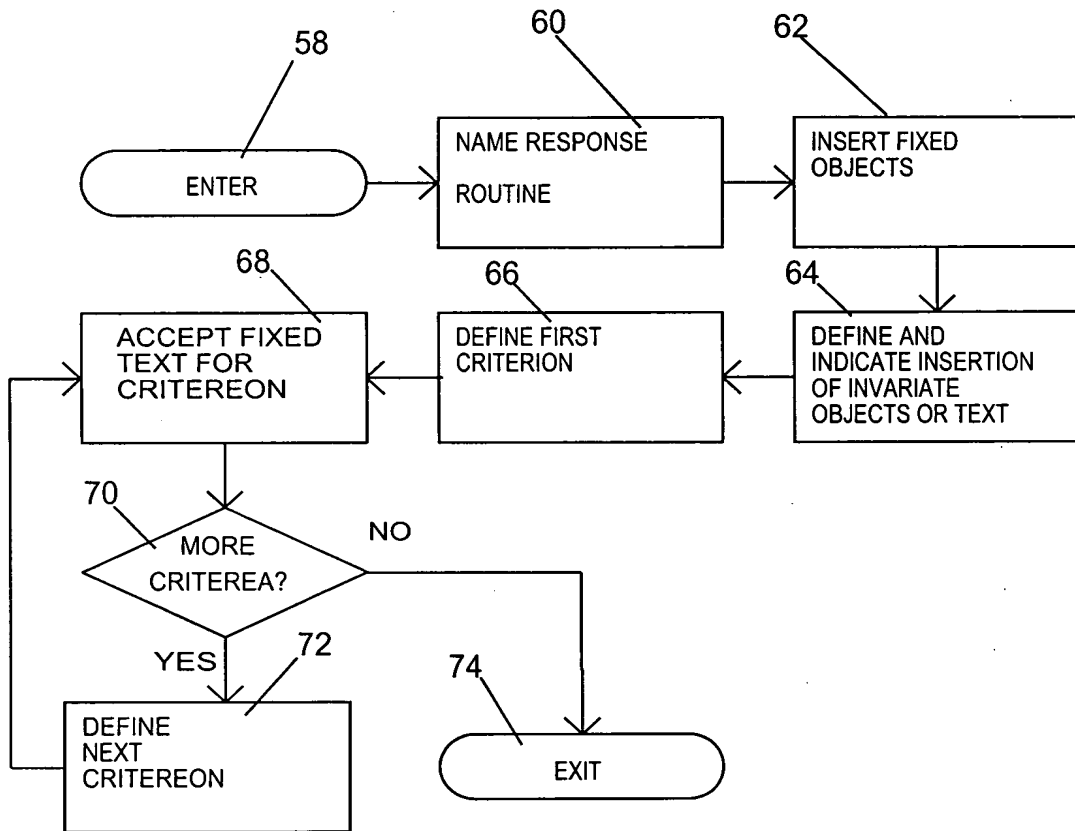 58
60
62
ENTER
NAME RESPONSE
ROUTINE
INSERT FIXED
OBJECTS
68
66
64
ACCEPT FIXED
TEXT FOR
CRITEREON
DEFINE FIRST
CRITERION
DEFINE AND
INDICATE INSERTION
OF INVARIATE
OBJECTS OR TEXT
70
MORE
CRITEREA?
NO
YES
72
74
DEFINE
NEXT
CRITEREON
EXIT